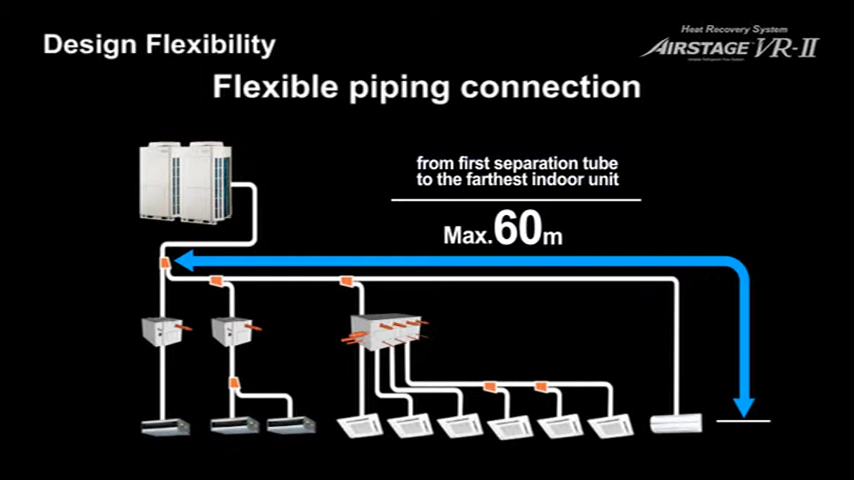 Heat Recovery System
Design Flexibility
AIRSTAGE VR-II
Flexible piping connection
from first separation tube
to the farthest indoor unit
Max.60m